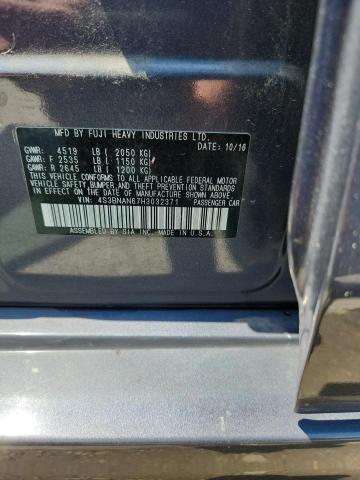 MFD BY FUJI HEAVY INDUSTRIES LTD.
GVWR: 4519 LB ( 2050 KG) DATE: 10/16
GAWR: F 2535 LB ( 1150 KG)
GAWR: R 2645 LB ( 1200 KG)
THIS VEHICLE CONFORMS TO ALL APPLICABLE FEDERAL MOTOR
VEHICLE SAFETY, BUMPER, AND THEFT PREVENTION STANDARDS
IN EFFECT ON THE DATE OF MANUFACTURE SHOWN ABOVE.
VIN: 4S3BNAN67H3032371 PASSENGER CAR
ASSEMBLED BY SIA INC. MADE IN U.S.A.